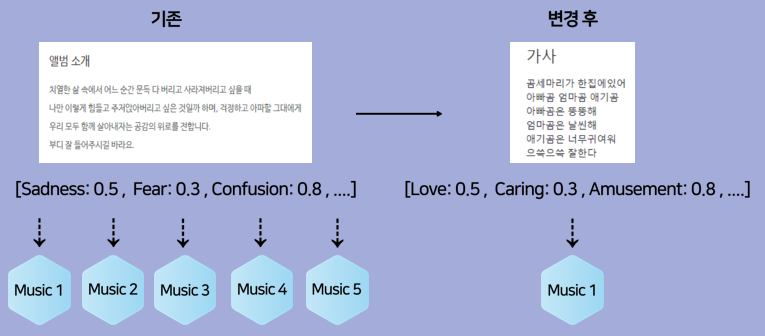 기존
변경 후
앨범 소개
치열한 삶 속에서 어느 순간 문득 다 버리고 사라져버리고 싶을 때
나만 이렇게 힘들고 주저앉아버리고 싶은 것일까 하며, 걱정하고 아파할 그대에게
우리 모두 함께 살아내자는 공감의 위로를 전합니다.
부디 잘 들어주시길 바라요.
가사
곰세마리가 한집에있어
아빠곰 엄마곰 애기곰
아빠곰은 뚱뚱해
엄마곰은 날씬해
애기곰은 너무귀여워
으쓱으쓱 잘한다
[Sadness: 0.5 , Fear: 0.3 , Confusion: 0.8 , ....]
[Love: 0.5 , Caring: 0.3 , Amusement: 0.8 , ....]
Music 1
Music 2
Music 3
Music 4
Music 5
Music 1